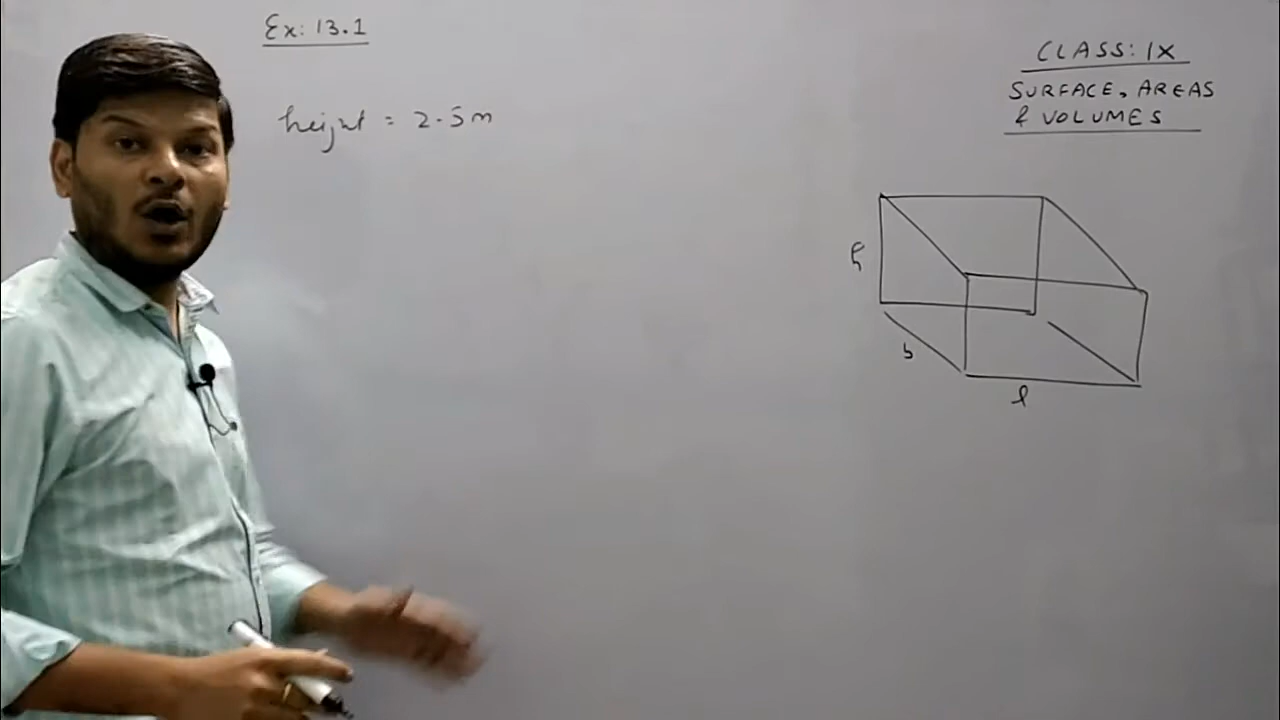 Ex: 13.1
height = 2.5m
CLASS: IX
SURFACE, AREAS
& VOLUMES
h
b
l